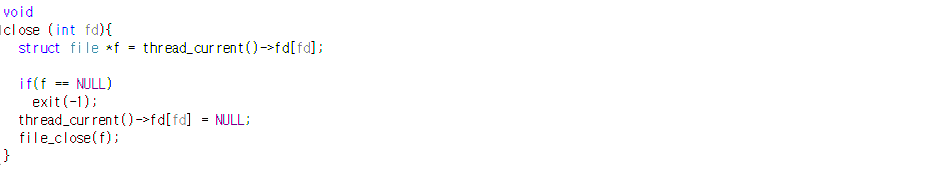 void
close (int fd){
struct file *f = thread_current()->fd[fd];
if(f == NULL)
exit(-1);
thread_current()->fd[fd] = NULL;
file_close(f);
}